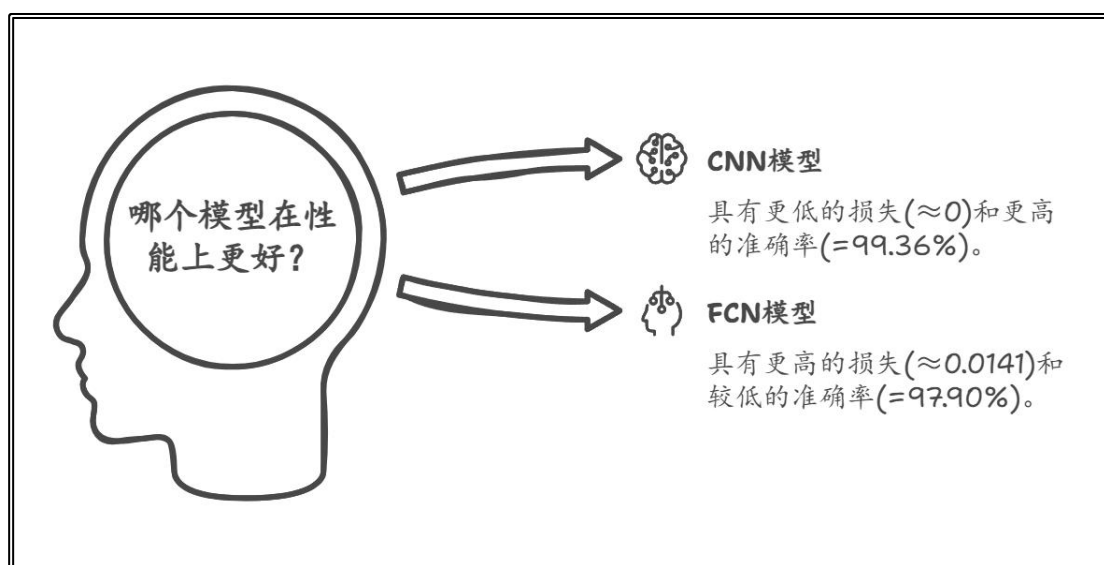 哪个模型在性
能上更好？
CNN模型
具有更低的损失(≈0)和更高
的准确率(=99.36%)。
FCN模型
具有更高的损失(≈0.0141)和
较低的准确率(=97.90%)。